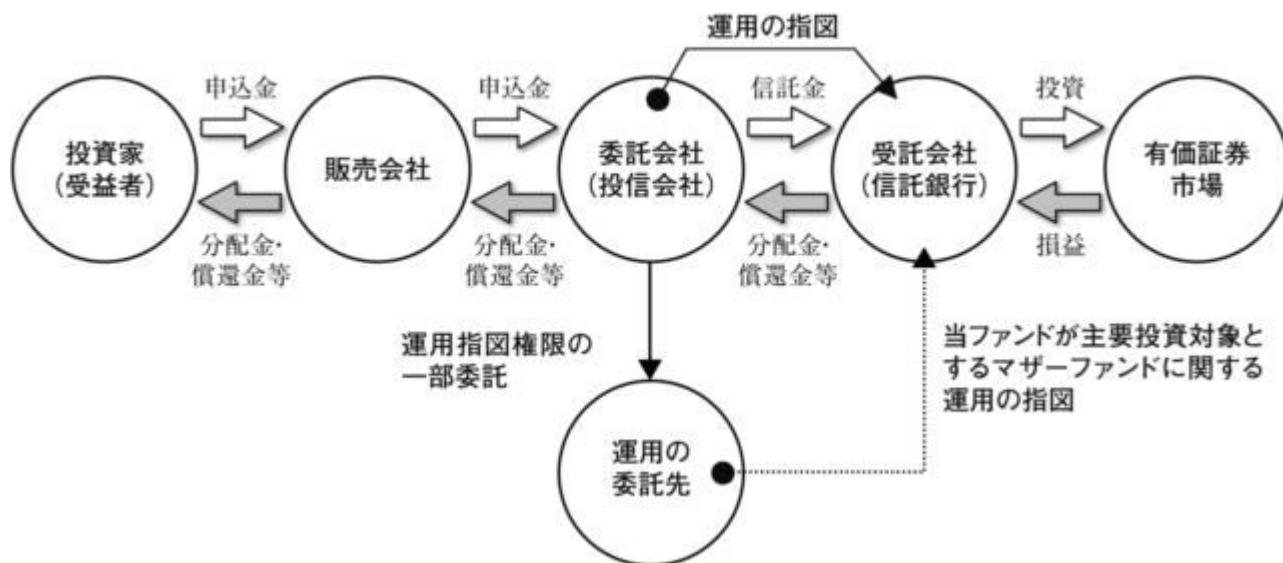 運用の指図
申込金
申込金
信託金
投資
投資家
（受益者）
販売会社
委託会社
（投信会社）
受託会社
（信託銀行）
有価証券
市場
分配金・
償還金等
分配金・
償還金等
分配金・
償還金等
損益
運用指図権限の
一部委託
当ファンドが主要投資対象と
するマザーファンドに関する
運用の指図
運用の
委託先